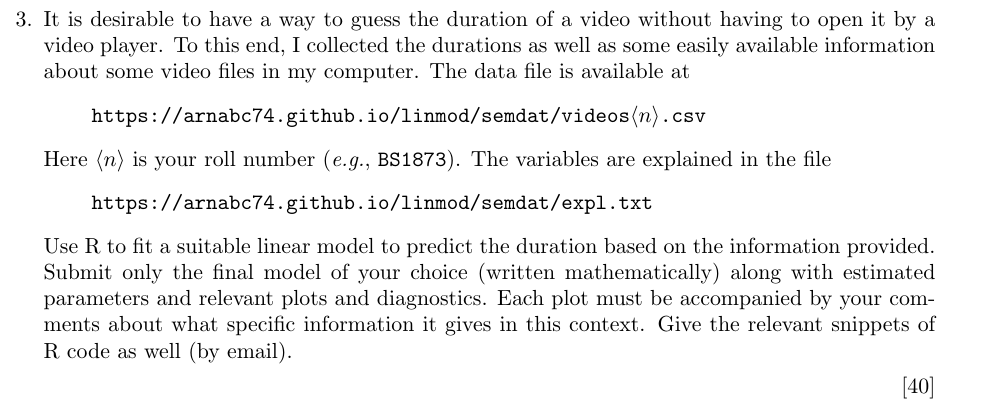 3. It is desirable to have a way to guess the duration of a video without having to open it by a
video player. To this end, I collected the durations as well as some easily available information
about some video files in my computer. The data file is available at
https://arnabc74.github.io/linmod/semdat/videos⟨n⟩.csv
Here ⟨n⟩ is your roll number (e.g., BS1873). The variables are explained in the file
https://arnabc74.github.io/linmod/semdat/expl.txt
Use R to fit a suitable linear model to predict the duration based on the information provided.
Submit only the final model of your choice (written mathematically) along with estimated
parameters and relevant plots and diagnostics. Each plot must be accompanied by your com-
ments about what specific information it gives in this context. Give the relevant snippets of
R code as well (by email).
[40]